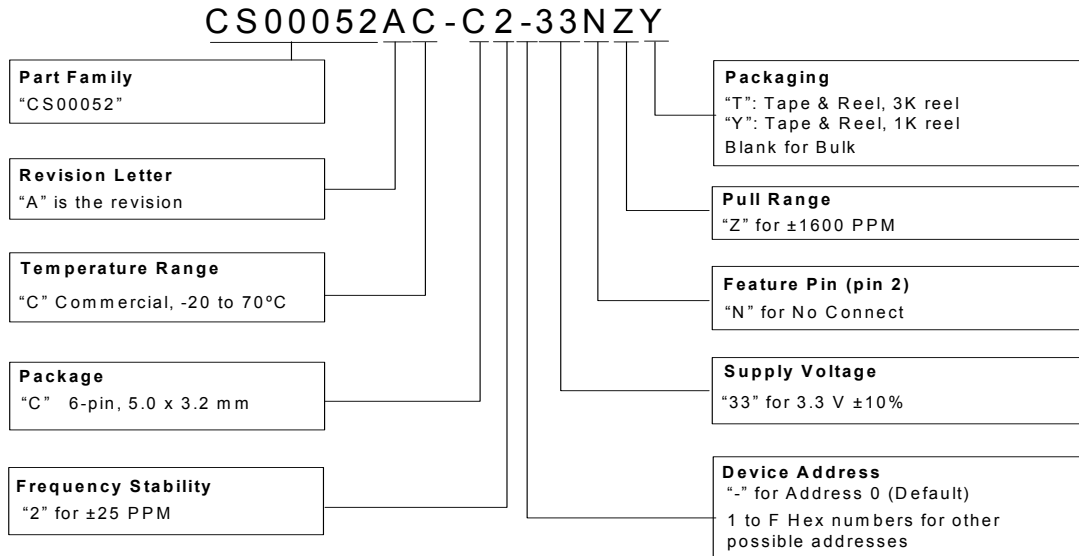 CS00052AC-C2-33NZY
Part Family
“CS00052”
Revision Letter
“A” is the revision
Temperature Range
“C” Commercial, -20 to 70ºC
Package
“C” 6-pin, 5.0 x 3.2 mm
Frequency Stability
“2” for ±25 PPM
Packaging
“T”: Tape & Reel, 3K reel
“Y”: Tape & Reel, 1K reel
Blank for Bulk
Pull Range
“Z” for ±1600 PPM
Feature Pin (pin 2)
“N” for No Connect
Supply Voltage
“33” for 3.3 V ±10%
Device Address
“-” for Address 0 (Default)
1 to F Hex numbers for other
possible addresses